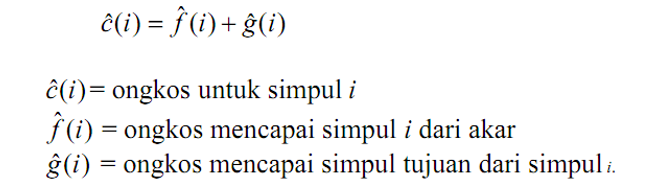 ĉ(i) = f̂(i) + ĝ(i)
ĉ(i)= ongkos untuk simpul i
f̂(i) = ongkos mencapai simpul i dari akar
ĝ(i) = ongkos mencapai simpul tujuan dari simpul i.